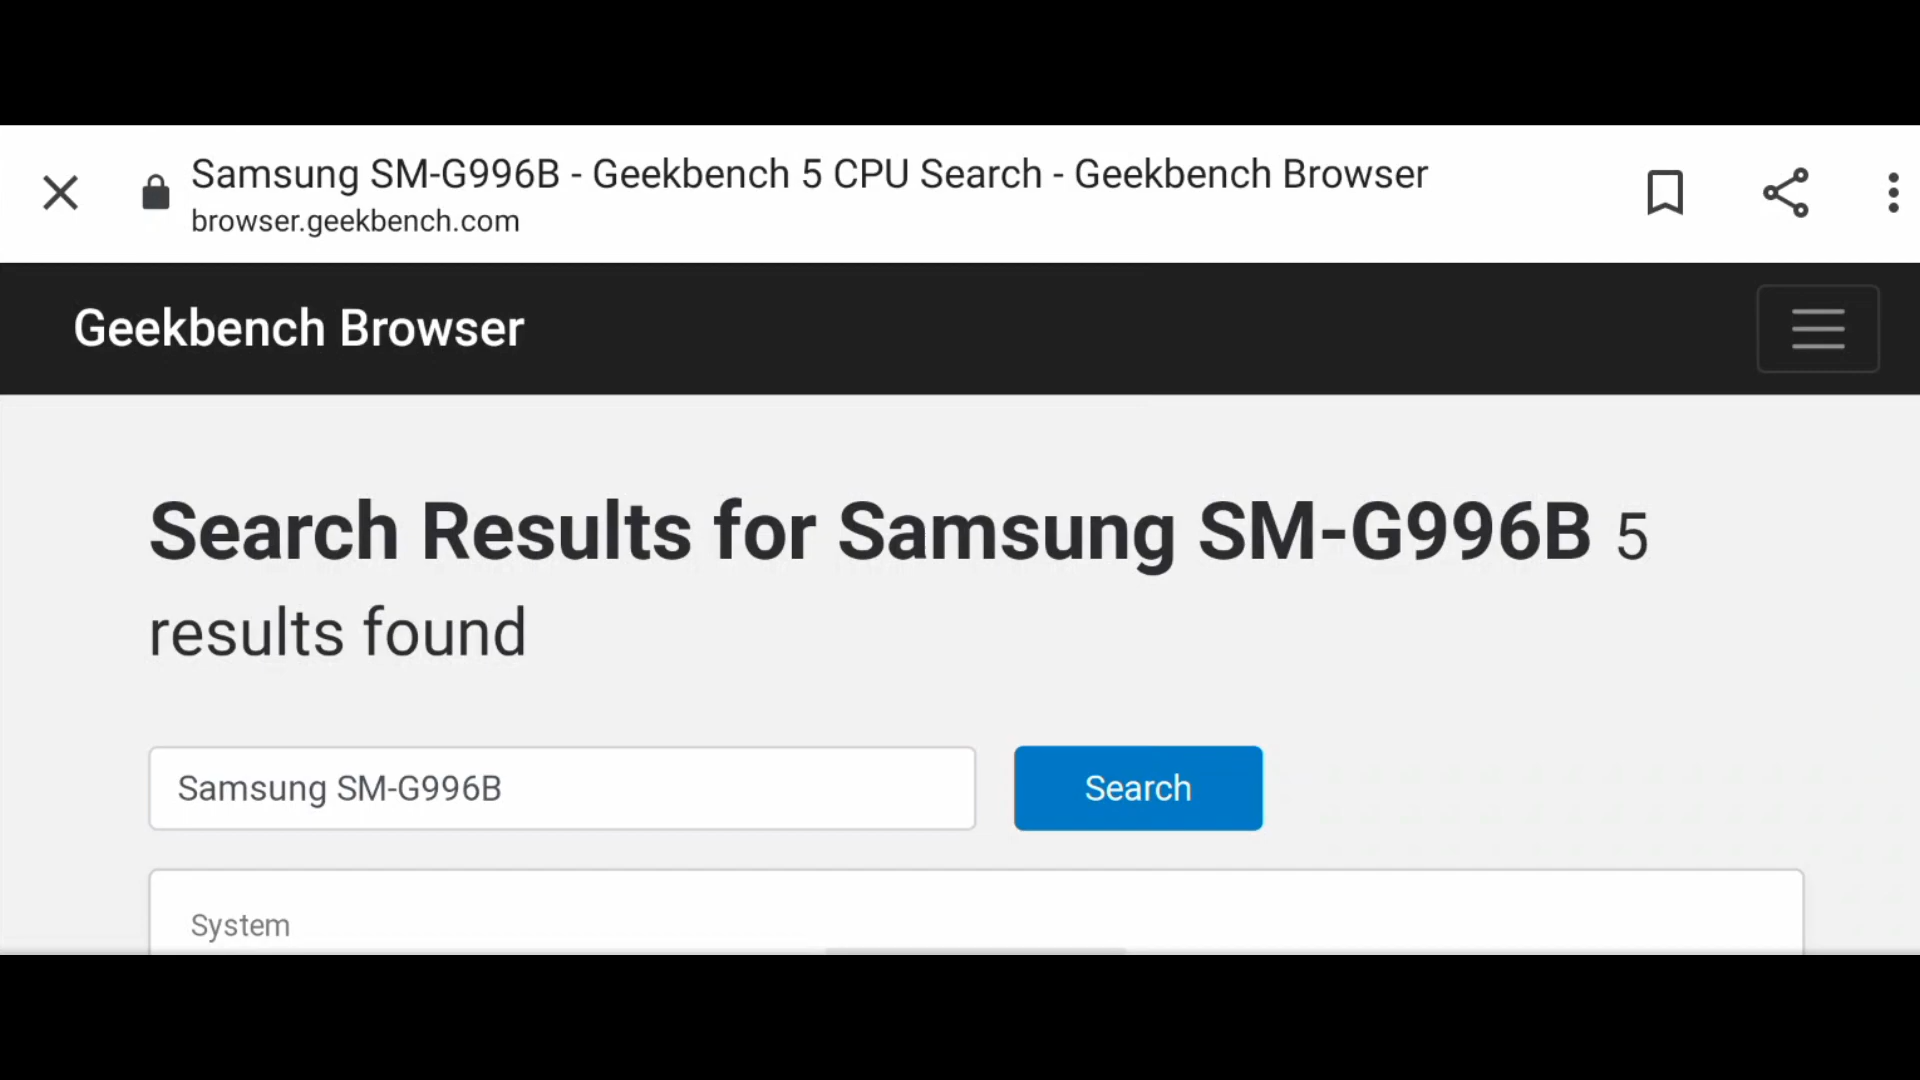 Samsung SM-G996B - Geekbench 5 CPU Search - Geekbench Browser
browser.geekbench.com
Geekbench Browser
Search Results for Samsung SM-G996B 5
results found
Samsung SM-G996B
Search
System